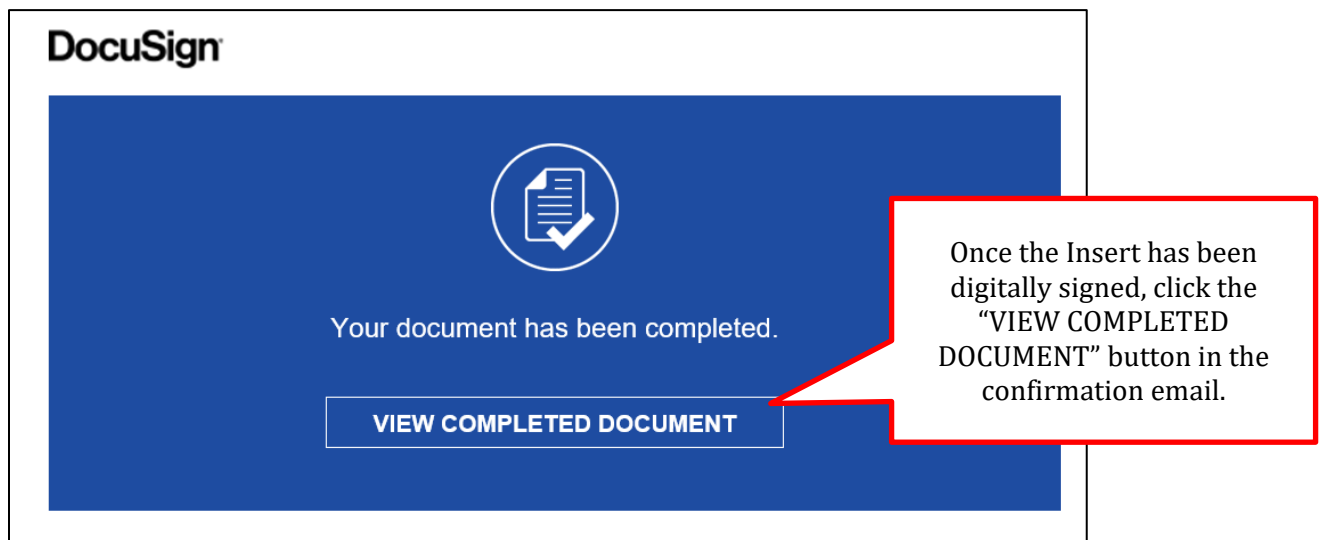 DocuSign
Your document has been completed.
VIEW COMPLETED DOCUMENT
Once the Insert has been
digitally signed, click the
“VIEW COMPLETED
DOCUMENT” button in the
confirmation email.